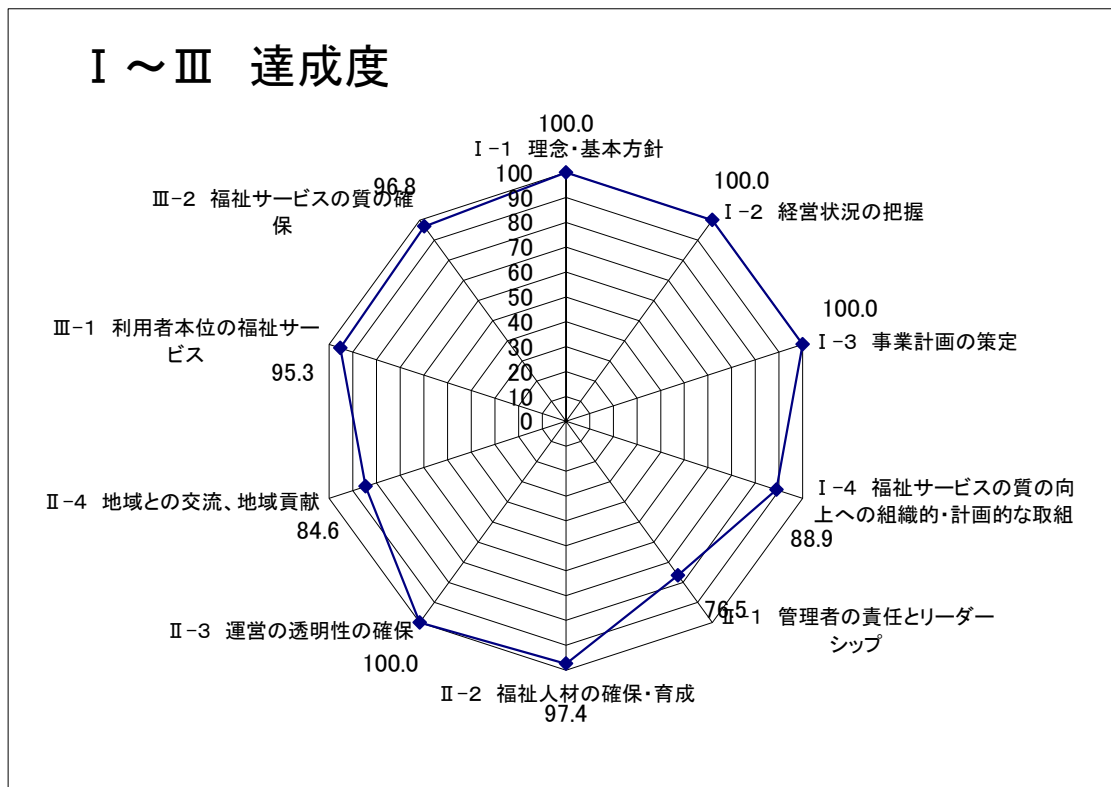 Ⅰ～Ⅲ 達成度
100.0
Ⅰ-1 理念・基本方針
100.0
Ⅰ-2 経営状況の把握
100.0
Ⅰ-3 事業計画の策定
Ⅰ-4 福祉サービスの質の向
上への組織的・計画的な取組
88.9
76.5
Ⅱ-1 管理者の責任とリーダー
シップ
Ⅱ-2 福祉人材の確保・育成
97.4
Ⅱ-3 運営の透明性の確保
100.0
Ⅱ-4 地域との交流、地域貢献
84.6
Ⅲ-1 利用者本位の福祉サー
ビス
95.3
96.8
Ⅲ-2 福祉サービスの質の確
保
100
90
80
70
60
50
40
30
20
10
0